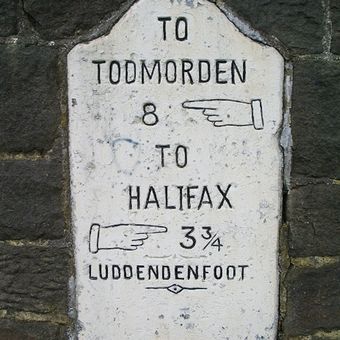 TO
TODMORDEN
8
TO
HALIFAX
3¾
LUDDENDENFOOT